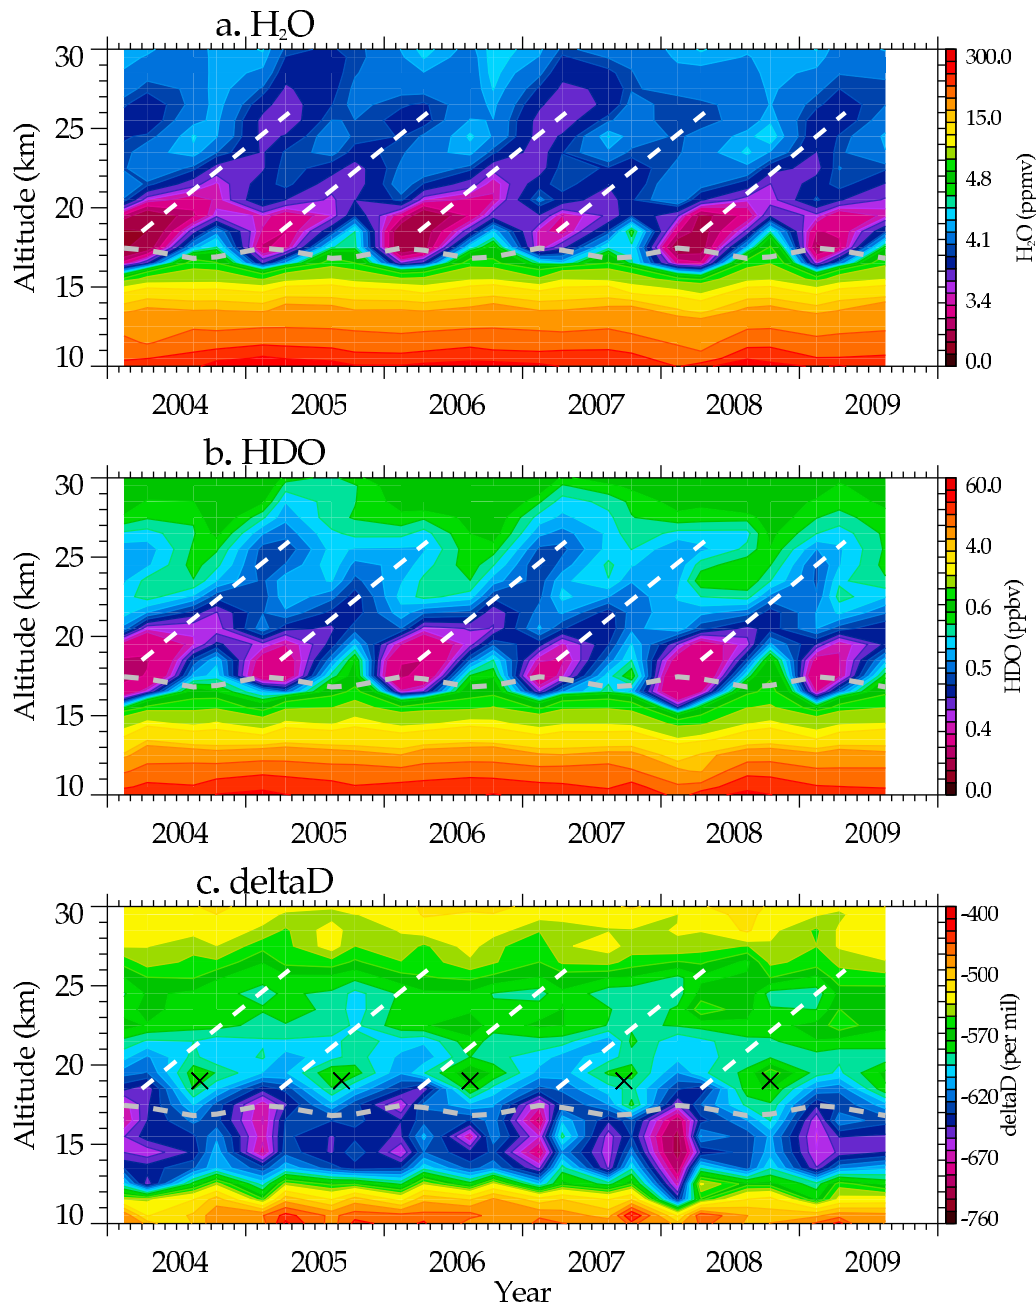 a. H₂O
30
25
20
15
10
Altitude (km)
2004 2005 2006 2007 2008 2009
300.0
15.0
4.8
4.1
3.4
0.0
H₂O (ppmv)
b. HDO
30
25
20
15
10
Altitude (km)
2004 2005 2006 2007 2008 2009
60.0
4.0
0.6
0.5
0.4
0.0
HDO (ppbv)
c. deltaD
30
25
20
15
10
Altitude (km)
2004 2005 2006 2007 2008 2009
Year
-400
-500
-570
-620
-670
-760
deltaD (per mil)